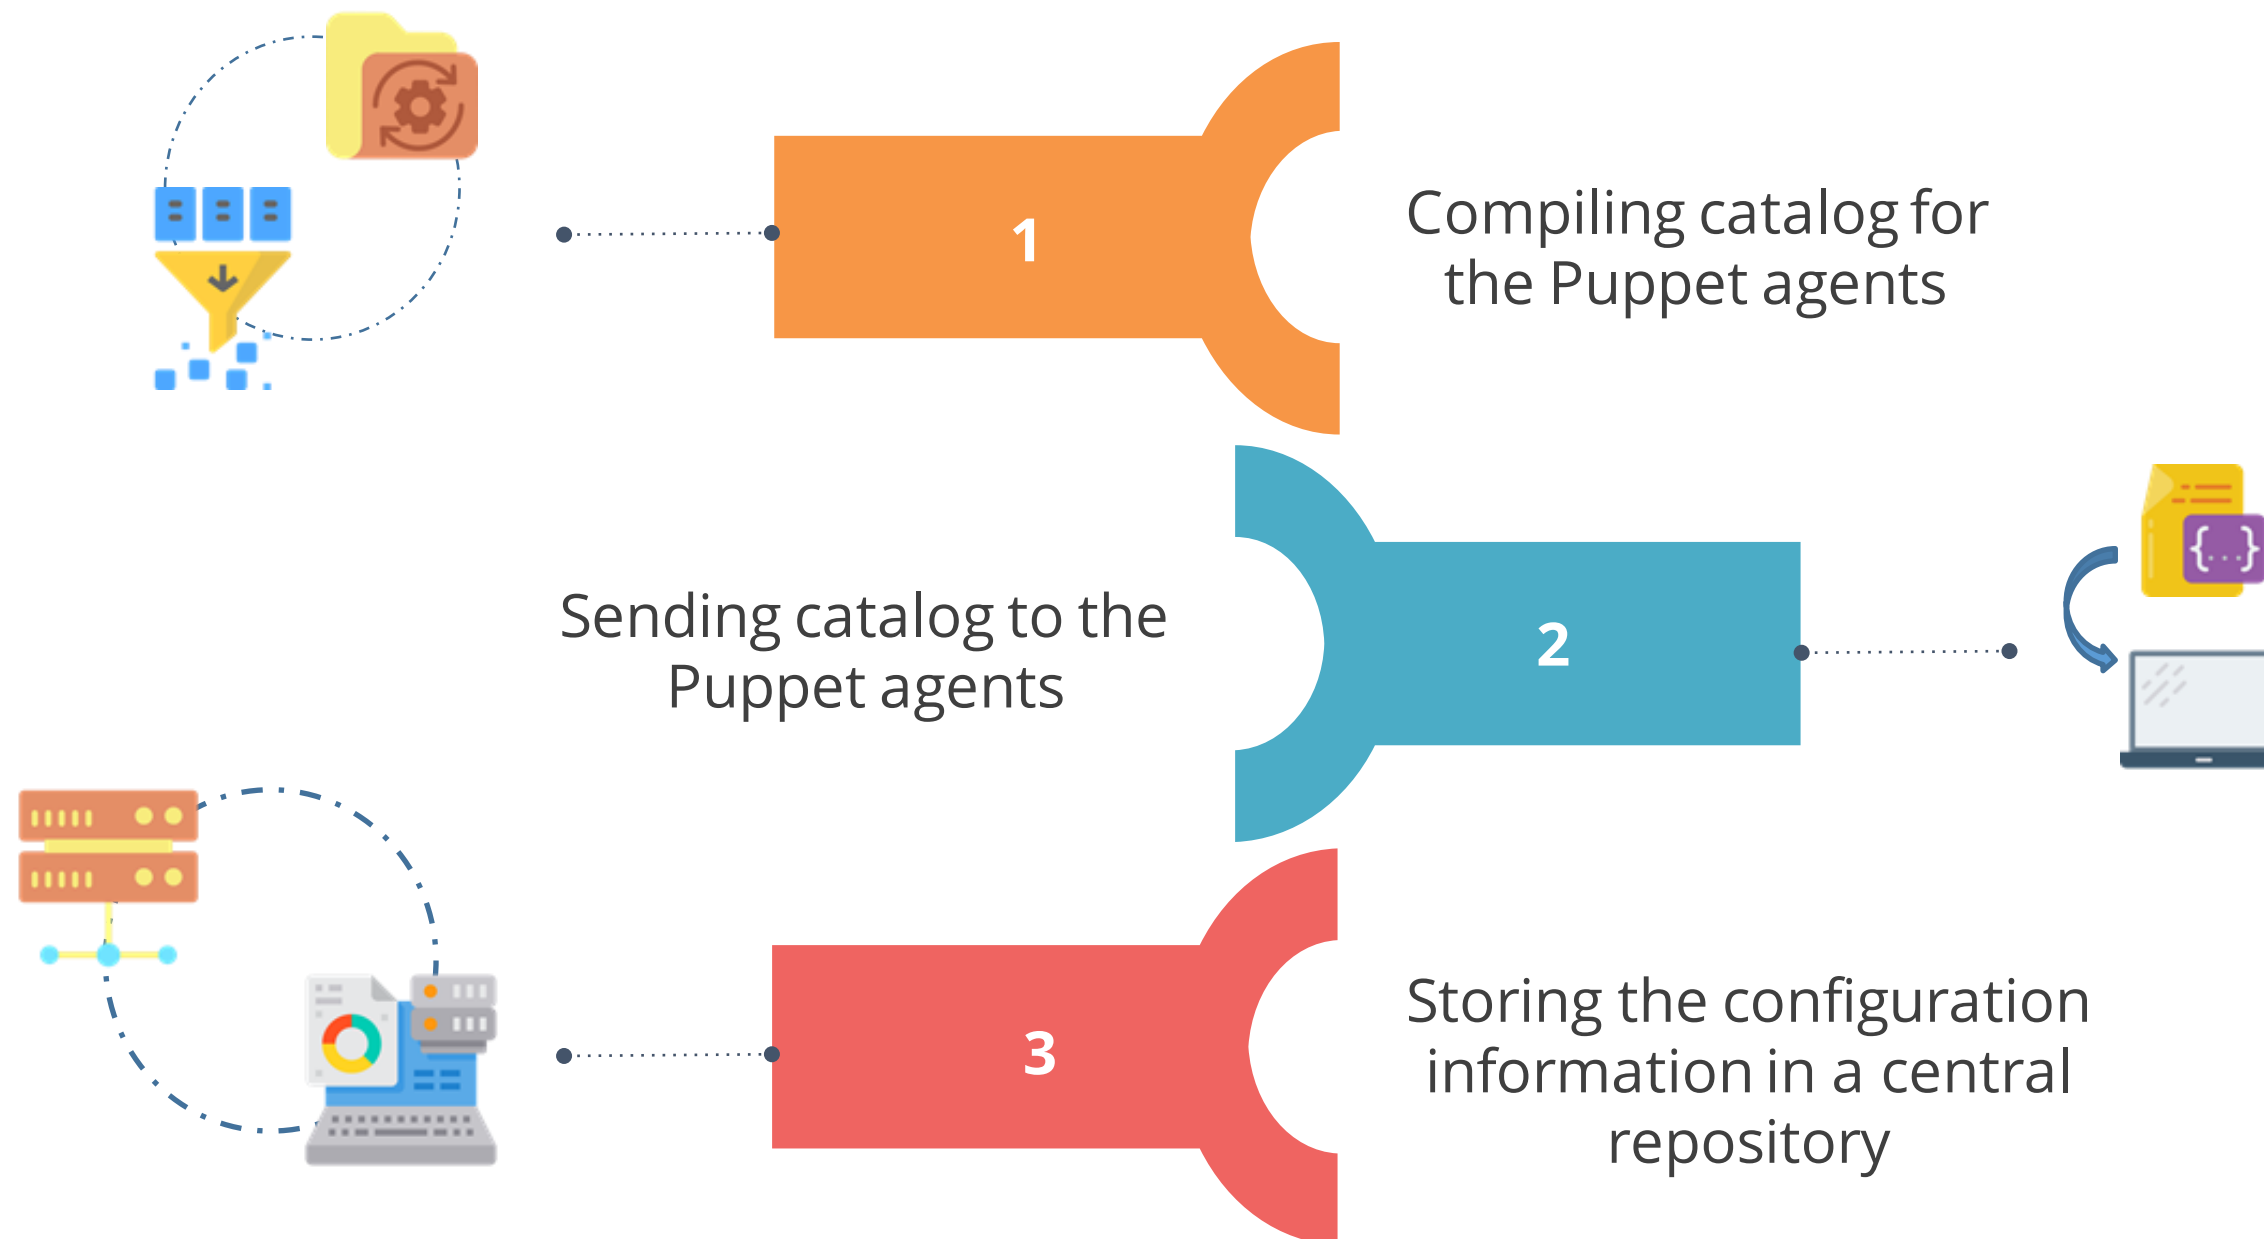 1
Compiling catalog for
the Puppet agents
Sending catalog to the
Puppet agents
2
{...}
3
Storing the configuration
information in a central
repository